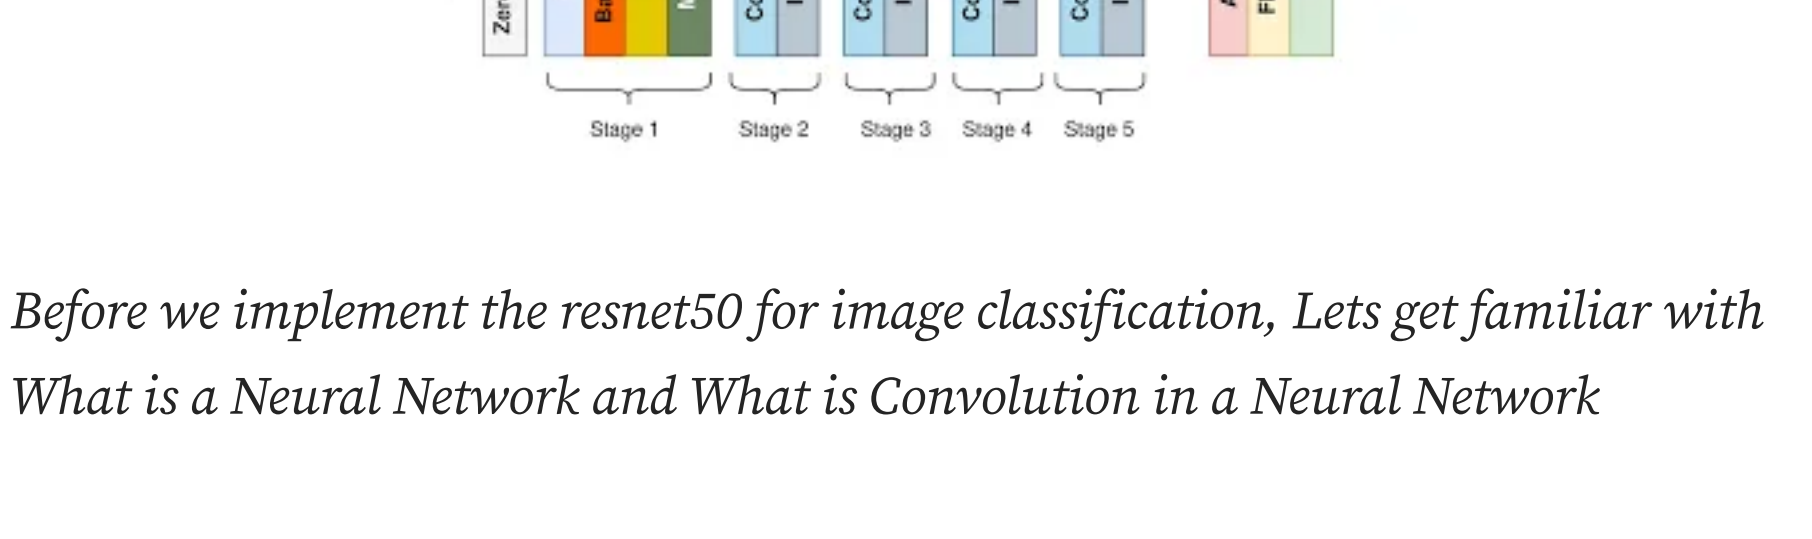 Stage 1 Stage 2 Stage 3 Stage 4 Stage 5
Before we implement the resnet50 for image classification, Lets get familiar with
What is a Neural Network and What is Convolution in a Neural Network